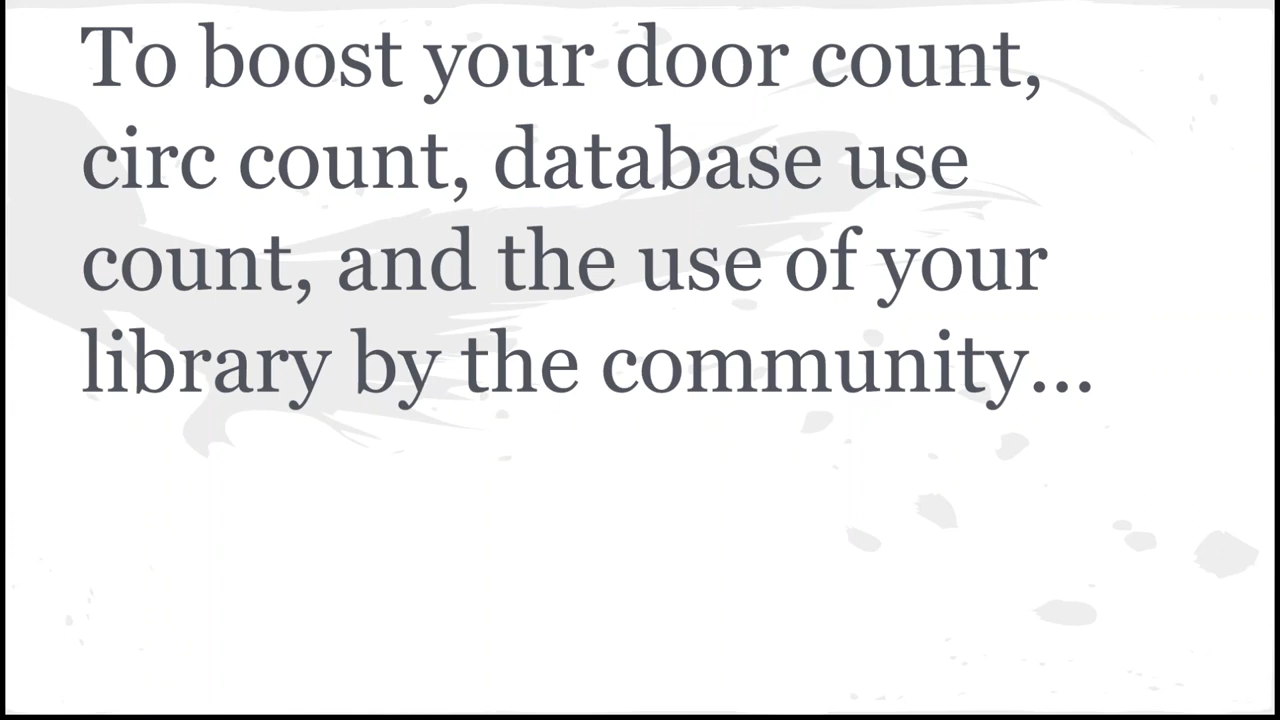 To boost your door count,
circ count, database use
count, and the use of your
library by the community...